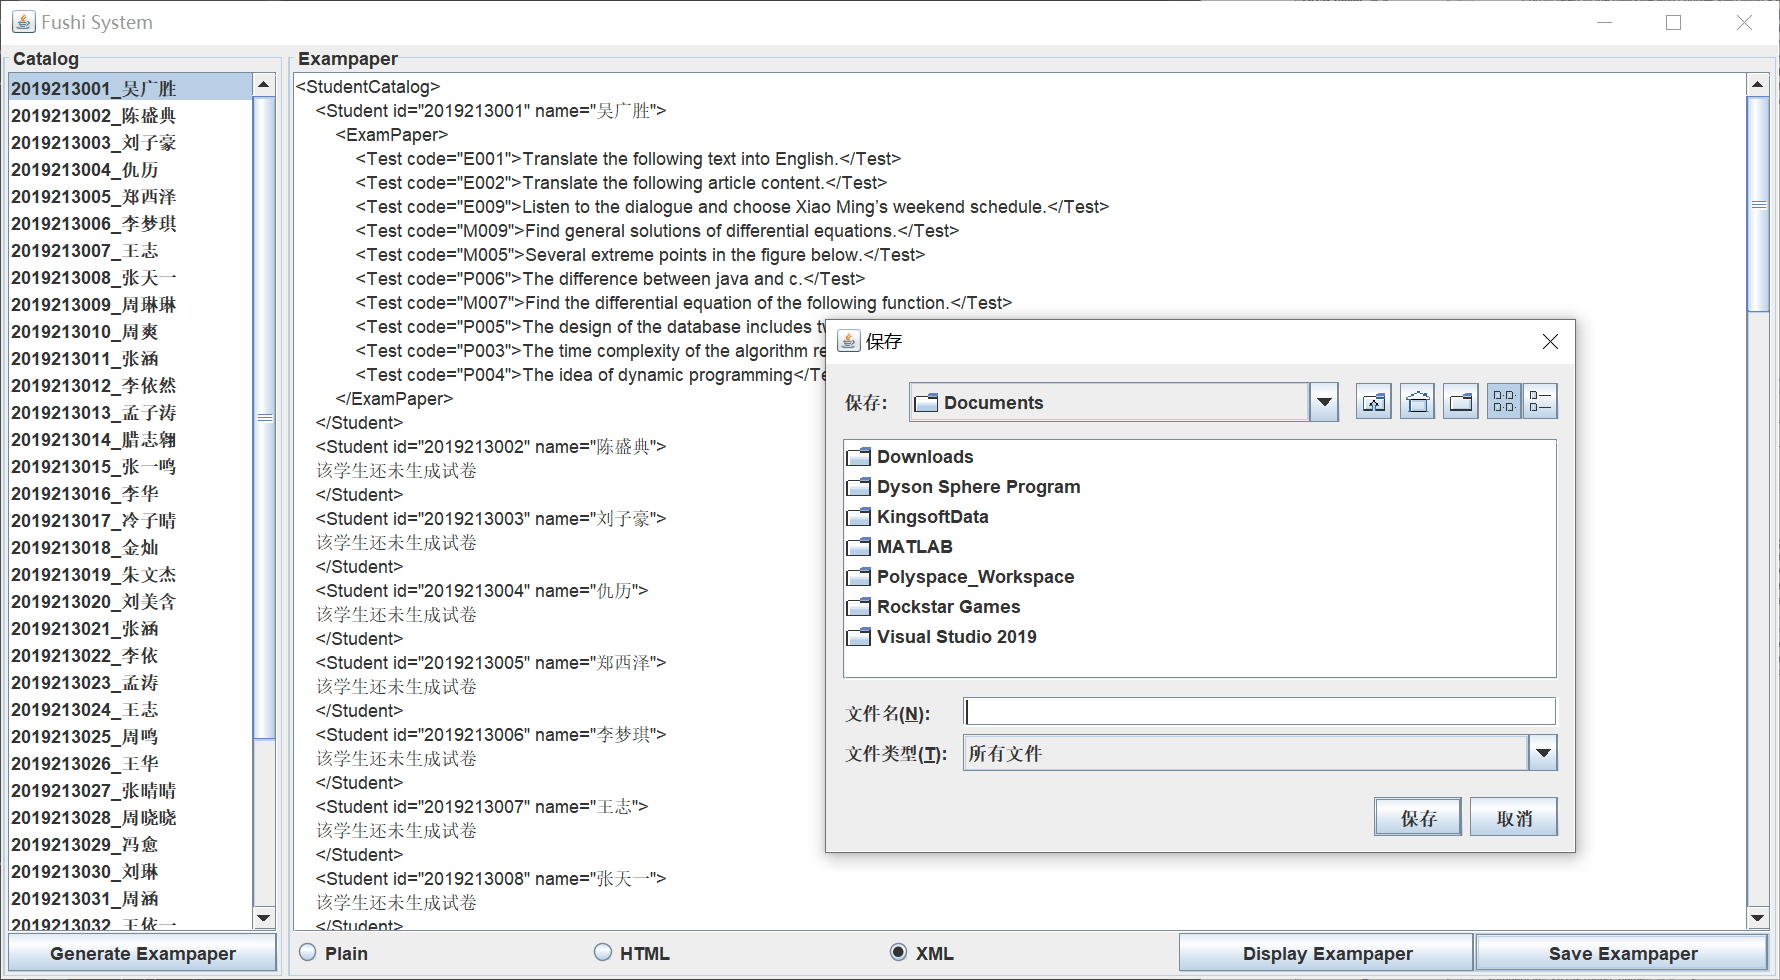 Fushi System
Catalog
2019213001_吴广胜
2019213002_陈盛典
2019213003_刘子豪
2019213004_仇历
2019213005_郑西泽
2019213006_李梦琪
2019213007_王志
2019213008_张天一
2019213009_周琳琳
2019213010_周爽
2019213011_张涵
2019213012_李依然
2019213013_孟子涛
2019213014_腊志翱
2019213015_张一鸣
2019213016_李华
2019213017_冷子晴
2019213018_金灿
2019213019_朱文杰
2019213020_刘美含
2019213021_张涵
2019213022_李依
2019213023_孟涛
2019213024_王志
2019213025_周鸣
2019213026_王华
2019213027_张晴晴
2019213028_周晓晓
2019213029_冯愈
2019213030_刘琳
2019213031_周涵
2019213032_王依一
Generate Exampaper
Exampaper
<StudentCatalog>
<Student id="2019213001" name="吴广胜">
<ExamPaper>
<Test code="E001">Translate the following text into English.</Test>
<Test code="E002">Translate the following article content.</Test>
<Test code="E009">Listen to the dialogue and choose Xiao Ming's weekend schedule.</Test>
<Test code="M009">Find general solutions of differential equations.</Test>
<Test code="M005">Several extreme points in the figure below.</Test>
<Test code="P006">The difference between java and c.</Test>
<Test code="M007">Find the differential equation of the following function.</Test>
<Test code="P005">The design of the database includes
<Test code="P003">The time complexity of the algorithm re
<Test code="P004">The idea of dynamic programming</Te
</ExamPaper>
</Student>
<Student id="2019213002" name="陈盛典">
该学生还未生成试卷
</Student>
<Student id="2019213003" name="刘子豪">
该学生还未生成试卷
</Student>
<Student id="2019213004" name="仇历">
该学生还未生成试卷
</Student>
<Student id="2019213005" name="郑西泽">
该学生还未生成试卷
</Student>
<Student id="2019213006" name="李梦琪">
该学生还未生成试卷
</Student>
<Student id="2019213007" name="王志">
该学生还未生成试卷
</Student>
<Student id="2019213008" name="张天一">
该学生还未生成试卷
</Student>
Plain
HTML
XML
Display Exampaper
Save Exampaper
保存
保存:
Documents
Downloads
Dyson Sphere Program
KingsoftData
MATLAB
Polyspace_Workspace
Rockstar Games
Visual Studio 2019
文件名(N):
文件类型(T):
所有文件
保存
取消